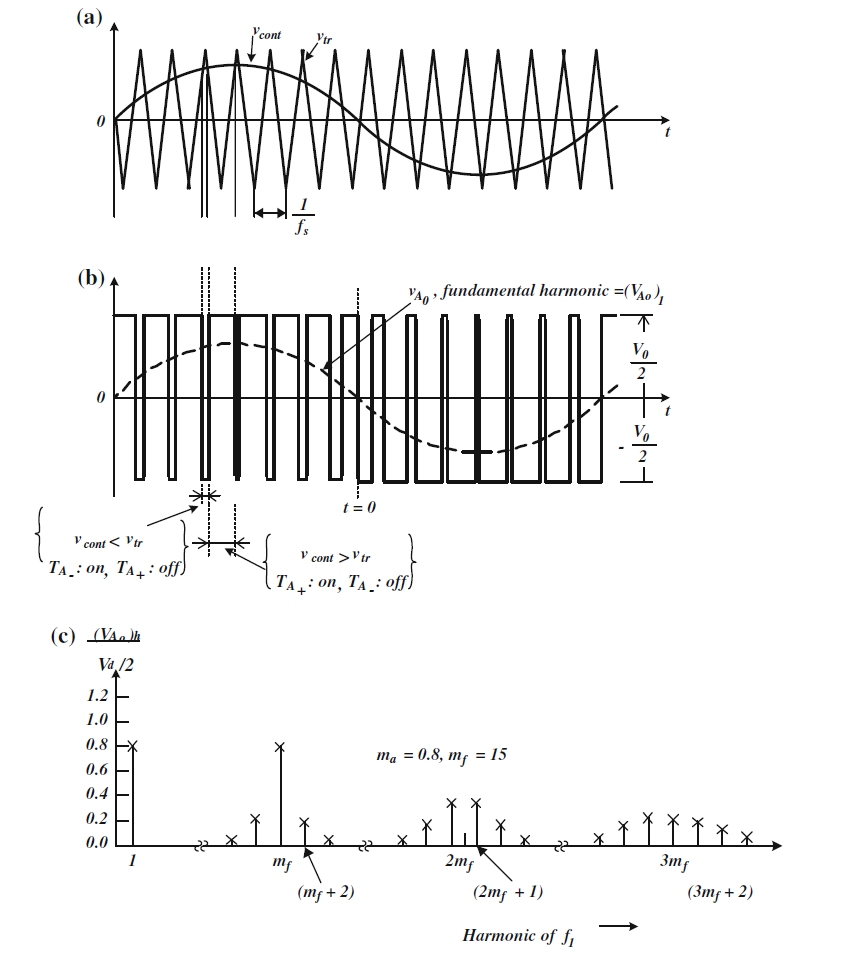 (a)
v_cont
v_tr
0
t
1
f_s
(b)
v_A0, fundamental harmonic =(V_Ao)_1
V_0
2
0
t
- V_0
2
t = 0
v_cont < v_tr
T_A-: on, T_A+: off
v_cont > v_tr
T_A+: on, T_A-: off
(c) (V_Ao)_h
V_d/2
1.2
1.0
0.8
m_a = 0.8, m_f = 15
0.6
0.4
0.2
0.0
1 m_f 2m_f 3m_f
(m_f + 2) (2m_f + 1) (3m_f + 2)
Harmonic of f_1